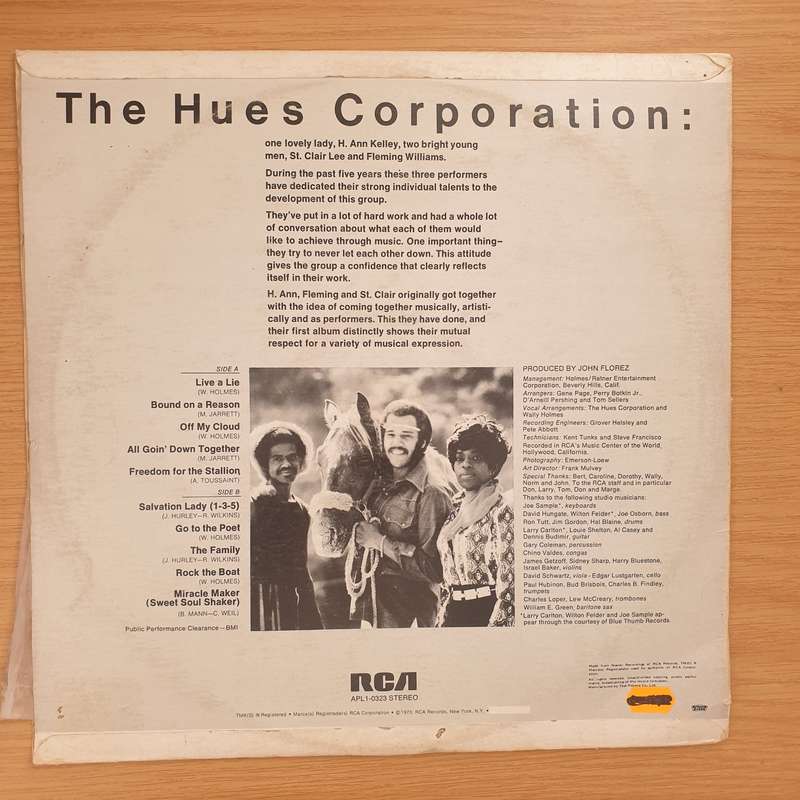 The Hues Corporation:
one lovely lady, H. Ann Kelley, two bright young
men, St. Clair Lee and Fleming Williams.
During the past five years these three performers
have dedicated their strong individual talents to the
development of this group.
They've put in a lot of hard work and had a whole lot
of conversation about what each of them would
like to achieve through music. One important thing—
they try to never let each other down. This attitude
gives the group a confidence that clearly reflects
itself in their work.
H. Ann, Fleming and St. Clair originally got together
with the idea of coming together musically, artisti-
cally and as performers. This they have done, and
their first album distinctly shows their mutual
respect for a variety of musical expression.
SIDE A
Live a Lie
(W. HOLMES)
Bound on a Reason
(M. JARRETT)
Off My Cloud
(W. HOLMES)
All Goin' Down Together
(M. JARRETT)
Freedom for the Stallion
(A. TOUSSAINT)
SIDE B
Salvation Lady (1-3-5)
(J. HURLEY—R. WILKINS)
Go to the Poet
(W. HOLMES)
The Family
(J. HURLEY—R. WILKINS)
Rock the Boat
(W. HOLMES)
Miracle Maker
(Sweet Soul Shaker)
(B. MANN—C. WEIL)
Public Performance Clearance—BMI
PRODUCED BY JOHN FLOREZ
Management: Holmes/Reiner Entertainment
Corporation, Beverly Hills, Calif.
Arrangers: Gene Page, Perry Botkin Jr.,
D'Arneill Pershing and Tom Sellers
Vocal Arrangements: The Hues Corporation and
Wally Holmes
Recording Engineers: Grover Helsley and
Pete Abbott
Technicians: Kent Tunks and Steve Francisco
Recorded in RCA's Music Center of the World,
Hollywood, California.
Photography: Emerson-Loew
Art Director: Frank Mulvey
Special Thanks: Bert, Caroline, Dorothy, Wally,
Norm and John. To the RCA staff and in particular
Don, Larry, Tom, Don and Marge.
Thanks to the following studio musicians:
Joe Sample*, keyboards
David Hungate, Wilton Felder*, Joe Osborn, bass
Ron Tutt, Jim Gordon, Hal Blaine, drums
Larry Carlton*, Louie Shelton, Al Casey and
Dennis Budimir, guitar
Gary Coleman, percussion
Chino Valdes, congas
James Getzoff, Sidney Sharp, Harry Bluestone,
Israel Baker, violins
David Schwartz, viola - Edgar Lustgarten, cello
Paul Hubinon, Bud Brisbois, Charles B. Findley,
trumpets
Charles Loper, Lew McCreary, trombones
William E. Green, baritone sax
*Larry Carlton, Wilton Felder and Joe Sample ap-
pear through the courtesy of Blue Thumb Records
RCA
APL1-0323 STEREO
TMK(S) ® Registered • Marca(s) Registrada(s) RCA Corporation • © 1973, RCA Records, New York, N.Y. •